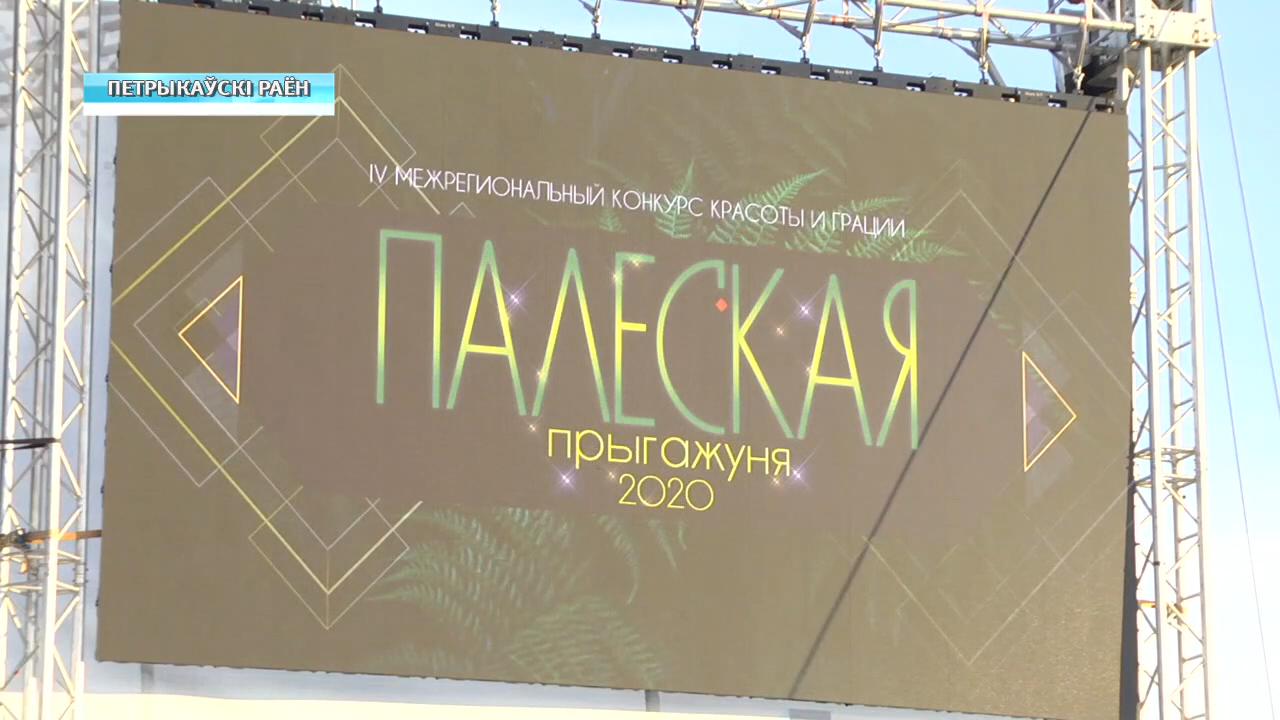 ПЕТРЫКАЎСКІ РАЁН
IV МЕЖРЕГИОНАЛЬНЫЙ КОНКУРС КРАСОТЫ И ГРАЦИИ
ПАЛЕСКАЯ
прыгажуня
2020